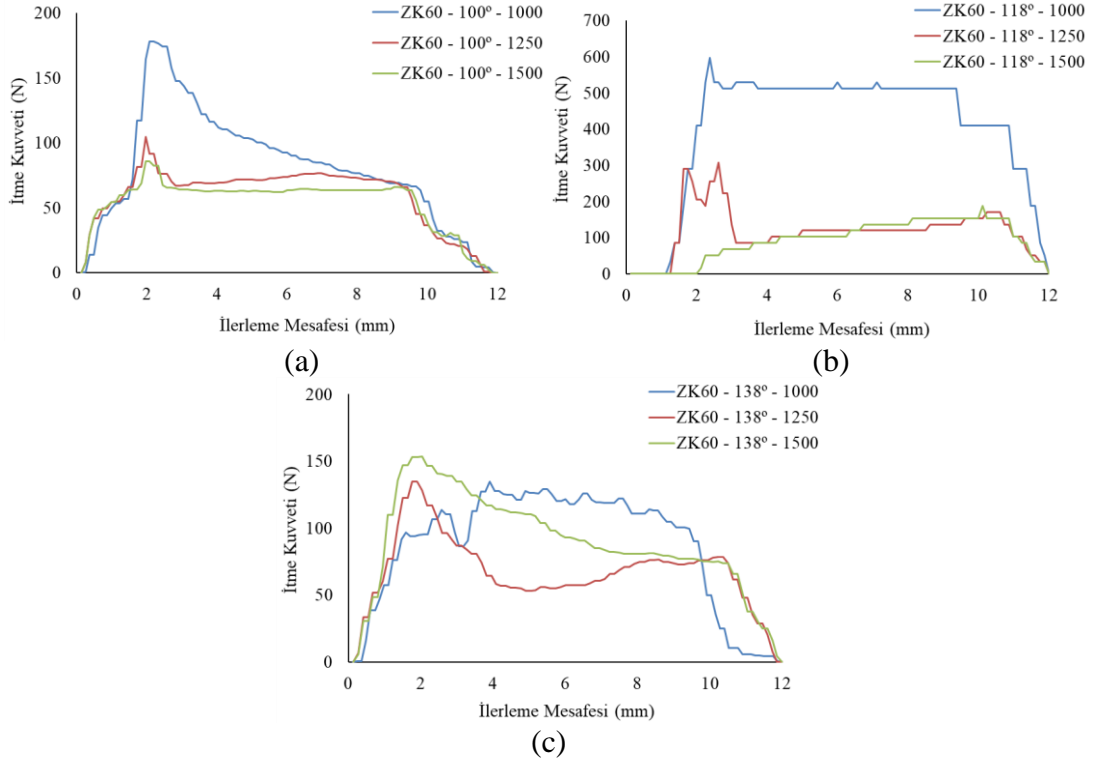 ZK60 - 100º - 1000
ZK60 - 100º - 1250
ZK60 - 100º - 1500
İtme Kuvveti (N)
200
150
100
50
0
0 2 4 6 8 10 12
İlerleme Mesafesi (mm)
(a)
ZK60 - 118º - 1000
ZK60 - 118º - 1250
ZK60 - 118º - 1500
İtme Kuvveti (N)
700
600
500
400
300
200
100
0
0 2 4 6 8 10 12
İlerleme Mesafesi (mm)
(b)
ZK60 - 138º - 1000
ZK60 - 138º - 1250
ZK60 - 138º - 1500
İtme Kuvveti (N)
200
150
100
50
0
0 2 4 6 8 10 12
İlerleme Mesafesi (mm)
(c)